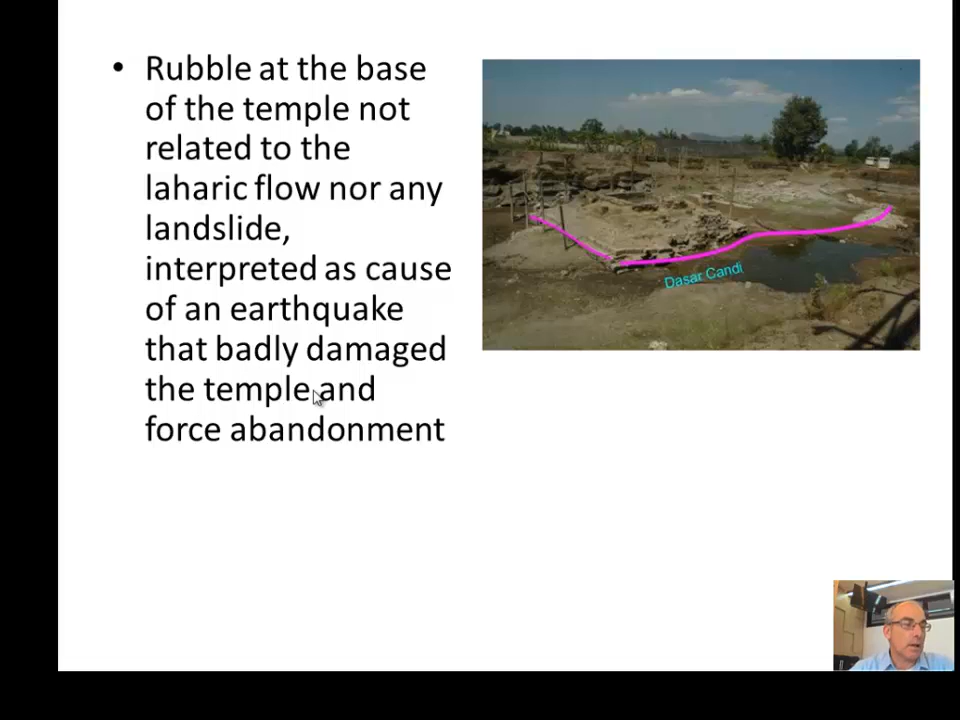 • Rubble at the base
of the temple not
related to the
laharic flow nor any
landslide,
interpreted as cause
of an earthquake
that badly damaged
the temple and
force abandonment
Dasar Candi